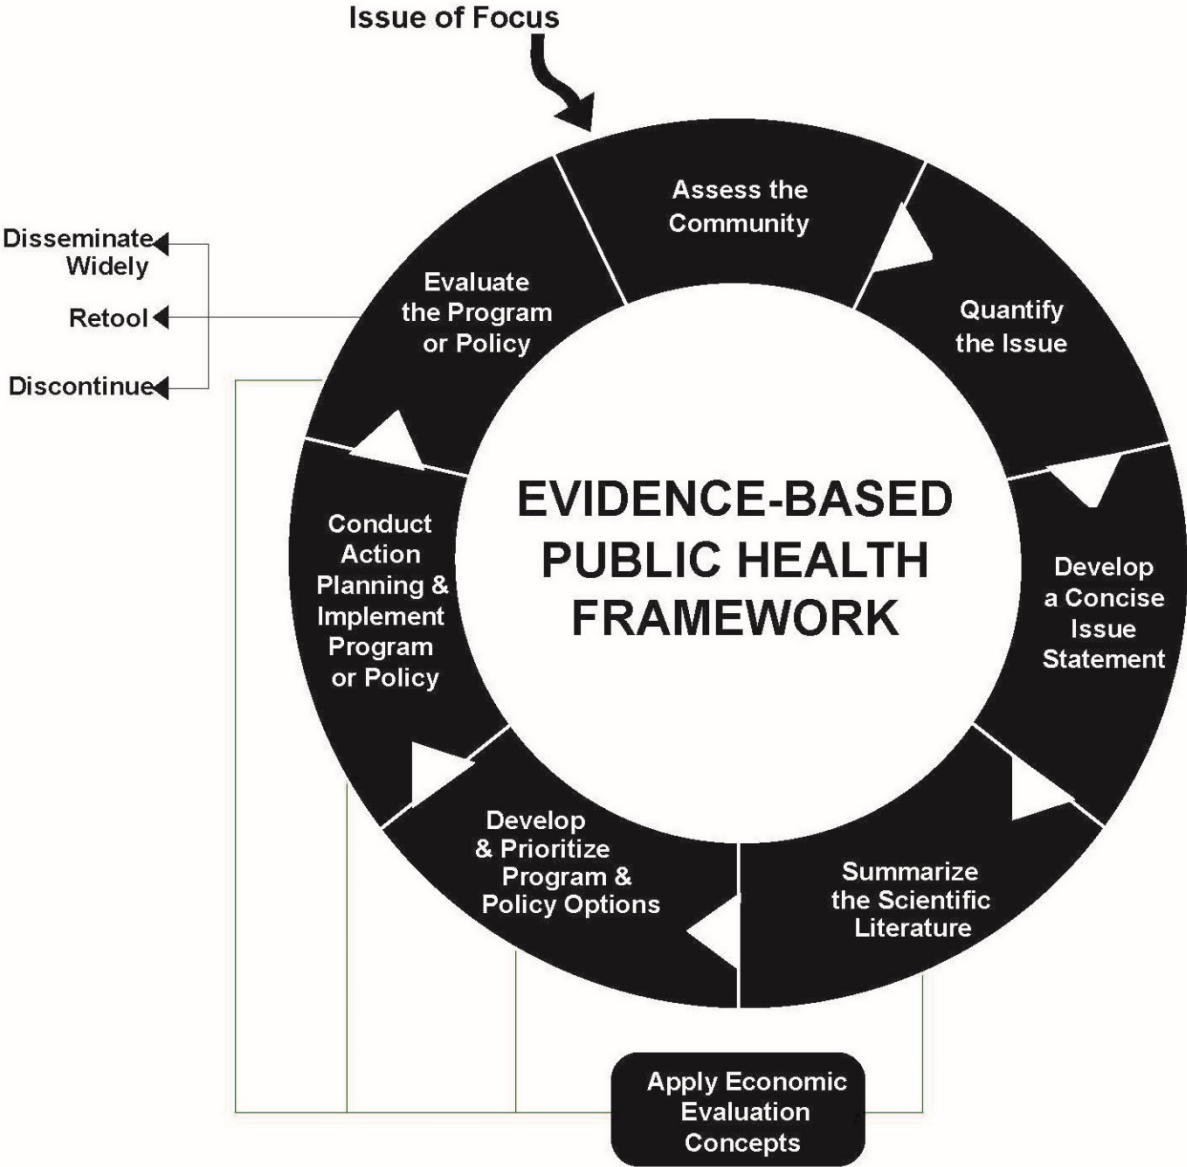 Issue of Focus
Assess the
Community
Quantify
the Issue
Develop
a Concise
Issue
Statement
Summarize
the Scientific
Literature
Develop
& Prioritize
Program &
Policy Options
Conduct
Action
Planning &
Implement
Program
or Policy
Evaluate
the Program
or Policy
Disseminate
Widely
Retool
Discontinue
EVIDENCE-BASED
PUBLIC HEALTH
FRAMEWORK
Apply Economic
Evaluation
Concepts